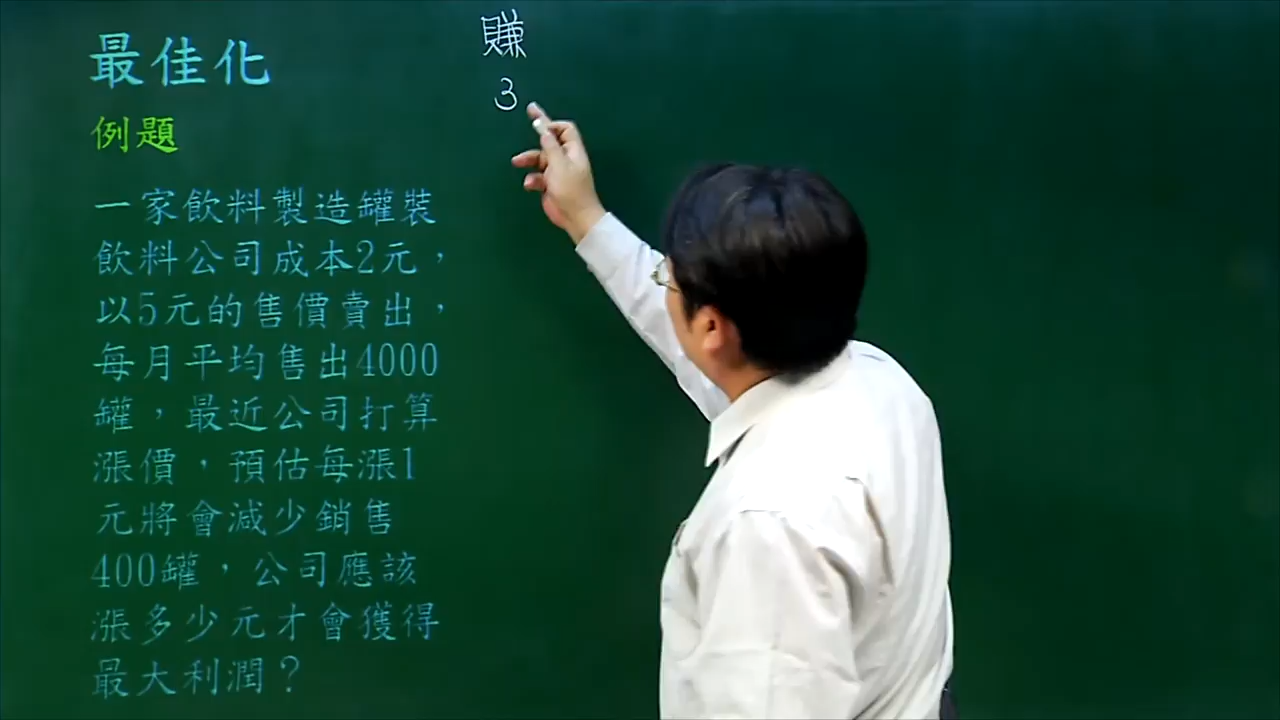 最佳化
例題
一家飲料製造罐裝
飲料公司成本2元，
以5元的售價賣出，
每月平均售出4000
罐，最近公司打算
漲價，預估每漲1
元將會減少銷售
400罐，公司應該
漲多少元才會獲得
最大利潤？
賺
3